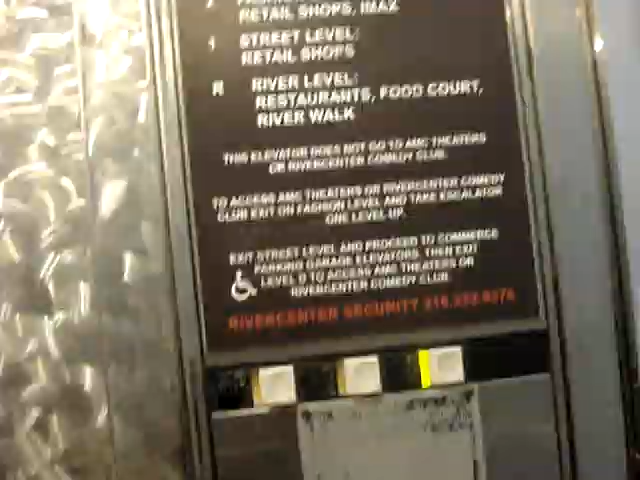 RETAIL SHOPS, IMAX
1 STREET LEVEL:
RETAIL SHOPS
R RIVER LEVEL:
RESTAURANTS, FOOD COURT,
RIVER WALK
THIS ELEVATOR DOES NOT GO TO AMC THEATERS
OR RIVERCENTER COMEDY CLUB.
TO ACCESS AMC THEATERS OR RIVERCENTER COMEDY
CLUB EXIT ON FASHION LEVEL AND TAKE ESCALATOR
ONE LEVEL UP.
EXIT STREET LEVEL AND PROCEED TO COMMERCE
PARKING GARAGE ELEVATORS. THEN EXIT
LEVEL TO ACCESS AMC THEATERS OR
RIVERCENTER COMEDY CLUB
RIVERCENTER SECURITY